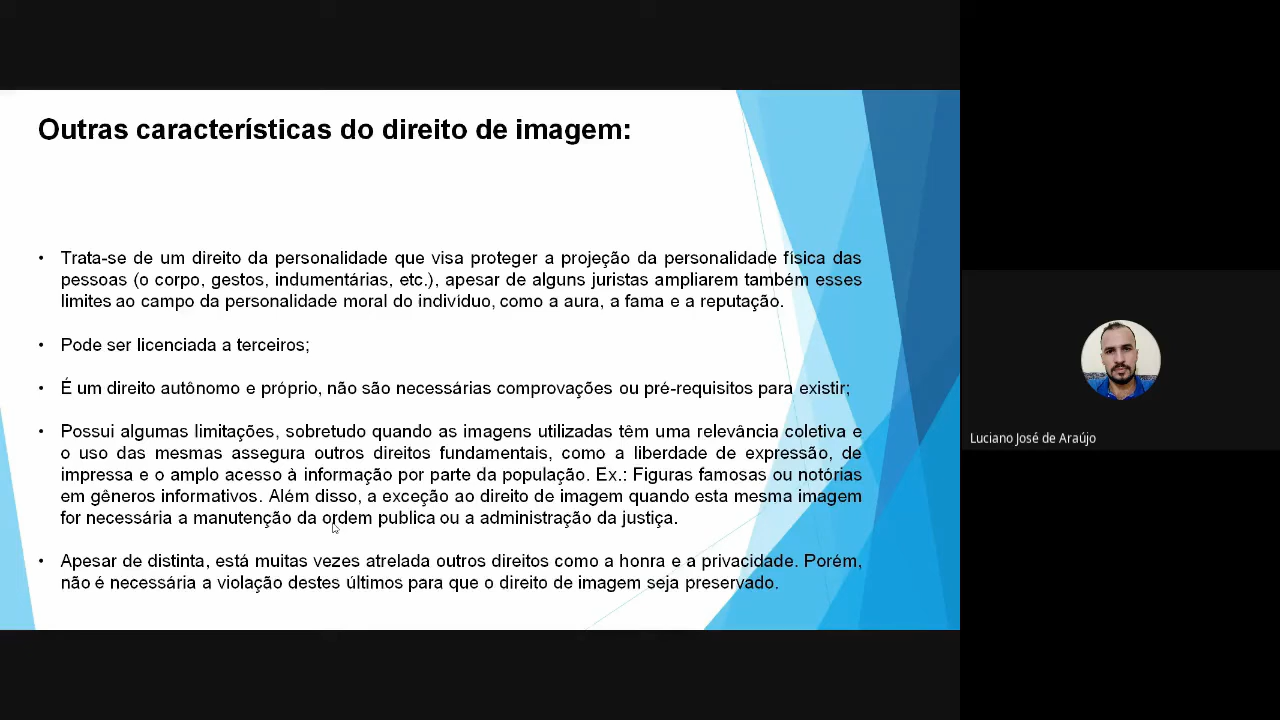 Outras características do direito de imagem:
• Trata-se de um direito da personalidade que visa proteger a projeção da personalidade física das
pessoas (o corpo, gestos, indumentárias, etc.), apesar de alguns juristas ampliarem também esses
limites ao campo da personalidade moral do indivíduo, como a aura, a fama e a reputação.
• Pode ser licenciada a terceiros;
• É um direito autônomo e próprio, não são necessárias comprovações ou pré-requisitos para existir;
• Possui algumas limitações, sobretudo quando as imagens utilizadas têm uma relevância coletiva e
o uso das mesmas assegura outros direitos fundamentais, como a liberdade de expressão, de
impressa e o amplo acesso à informação por parte da população. Ex.: Figuras famosas ou notórias
em gêneros informativos. Além disso, a exceção ao direito de imagem quando esta mesma imagem
for necessária a manutenção da ordem publica ou a administração da justiça.
• Apesar de distinta, está muitas vezes atrelada outros direitos como a honra e a privacidade. Porém,
não é necessária a violação destes últimos para que o direito de imagem seja preservado.
Luciano José de Araújo